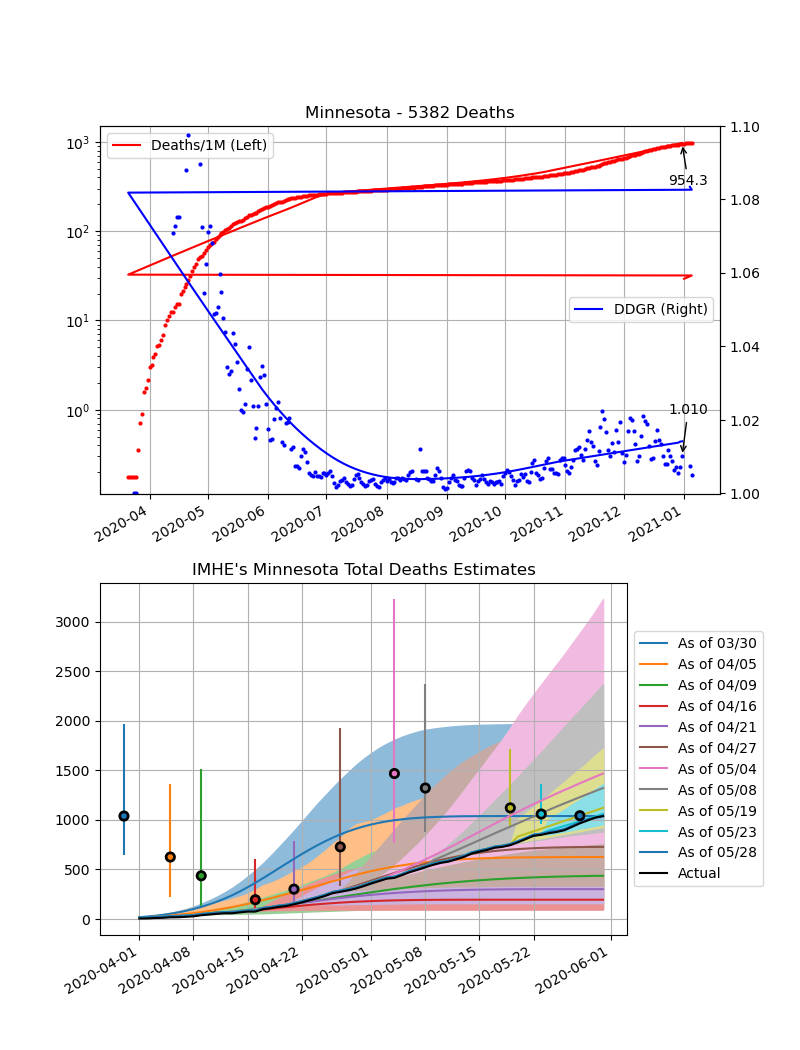 Minnesota - 5382 Deaths
Deaths/1M (Left)
DDGR (Right)
954.3
1.010
10³
10²
10¹
10⁰
1.10
1.08
1.06
1.04
1.02
1.00
2020-04
2020-05
2020-06
2020-07
2020-08
2020-09
2020-10
2020-11
2020-12
2021-01
IMHE's Minnesota Total Deaths Estimates
3000
2500
2000
1500
1000
500
0
2020-04-01
2020-04-08
2020-04-15
2020-04-22
2020-05-01
2020-05-08
2020-05-15
2020-05-22
2020-06-01
As of 03/30
As of 04/05
As of 04/09
As of 04/16
As of 04/21
As of 04/27
As of 05/04
As of 05/08
As of 05/19
As of 05/23
As of 05/28
Actual